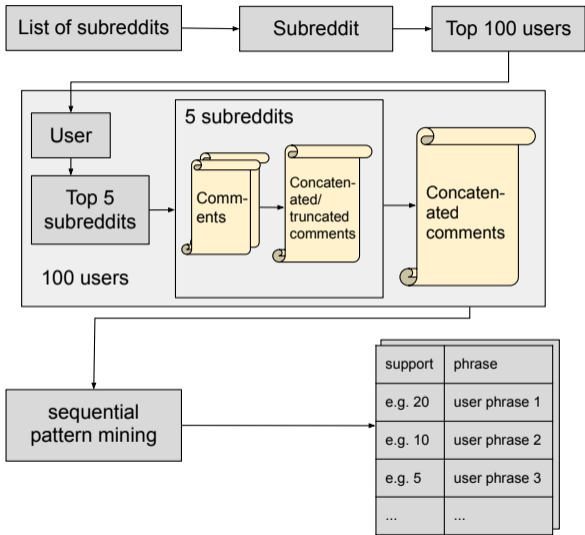 List of subreddits
Subreddit
Top 100 users
User
Top 5
subreddits
100 users
5 subreddits
Comm-
ents
Concaten-
ated/
truncated
comments
Concaten-
ated
comments
sequential
pattern mining
support phrase
e.g. 20 user phrase 1
e.g. 10 user phrase 2
e.g. 5 user phrase 3
... ...